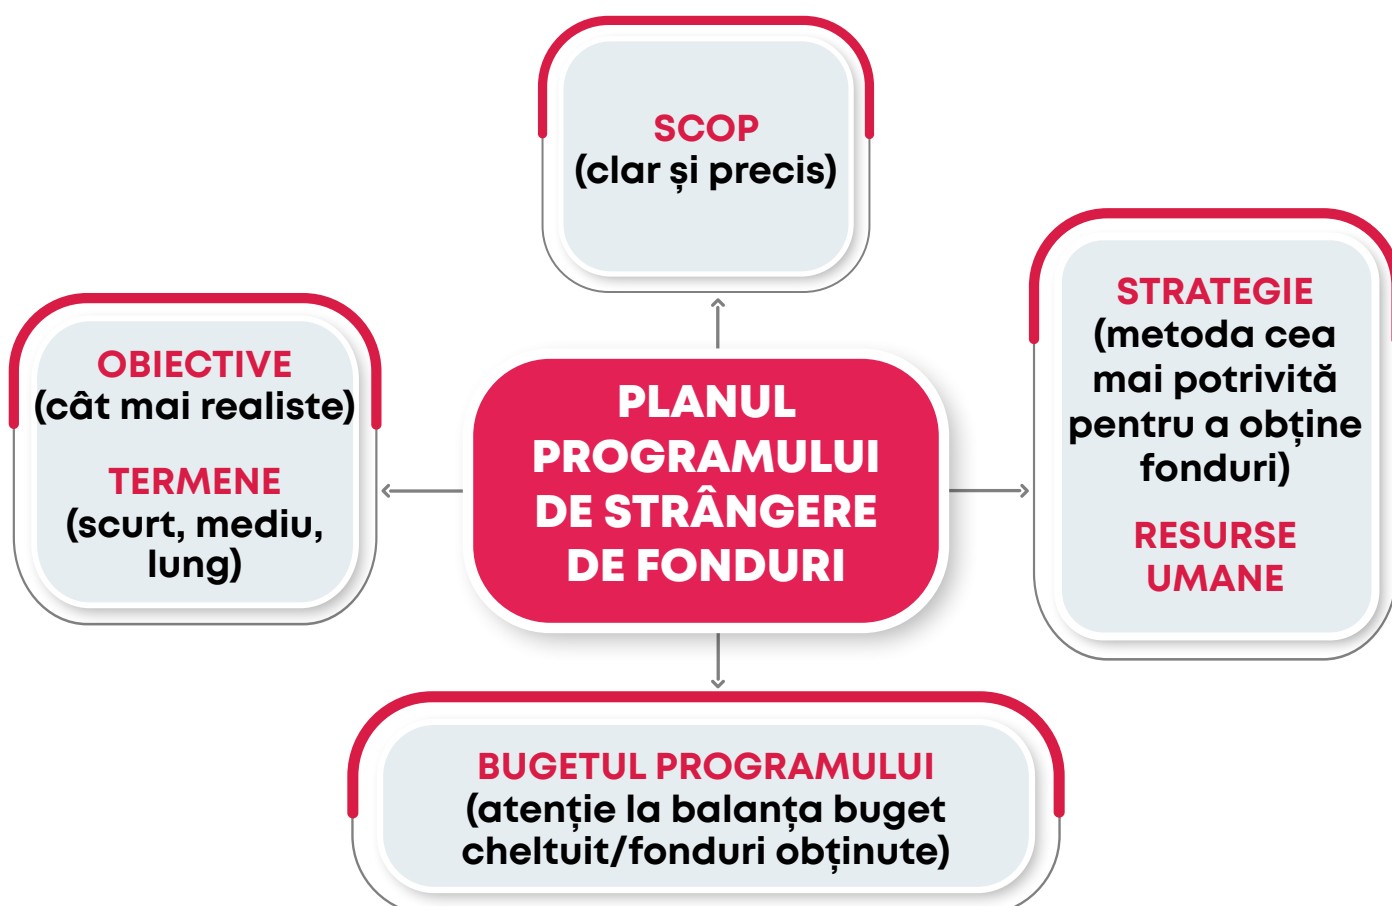 SCOP
(clar și precis)
OBIECTIVE
(cât mai realiste)
TERMENE
(scurt, mediu,
lung)
PLANUL
PROGRAMULUI
DE STRÂNGERE
DE FONDURI
STRATEGIE
(metoda cea
mai potrivită
pentru a obține
fonduri)
RESURSE
UMANE
BUGETUL PROGRAMULUI
(atenție la balanța buget
cheltuit/fonduri obținute)